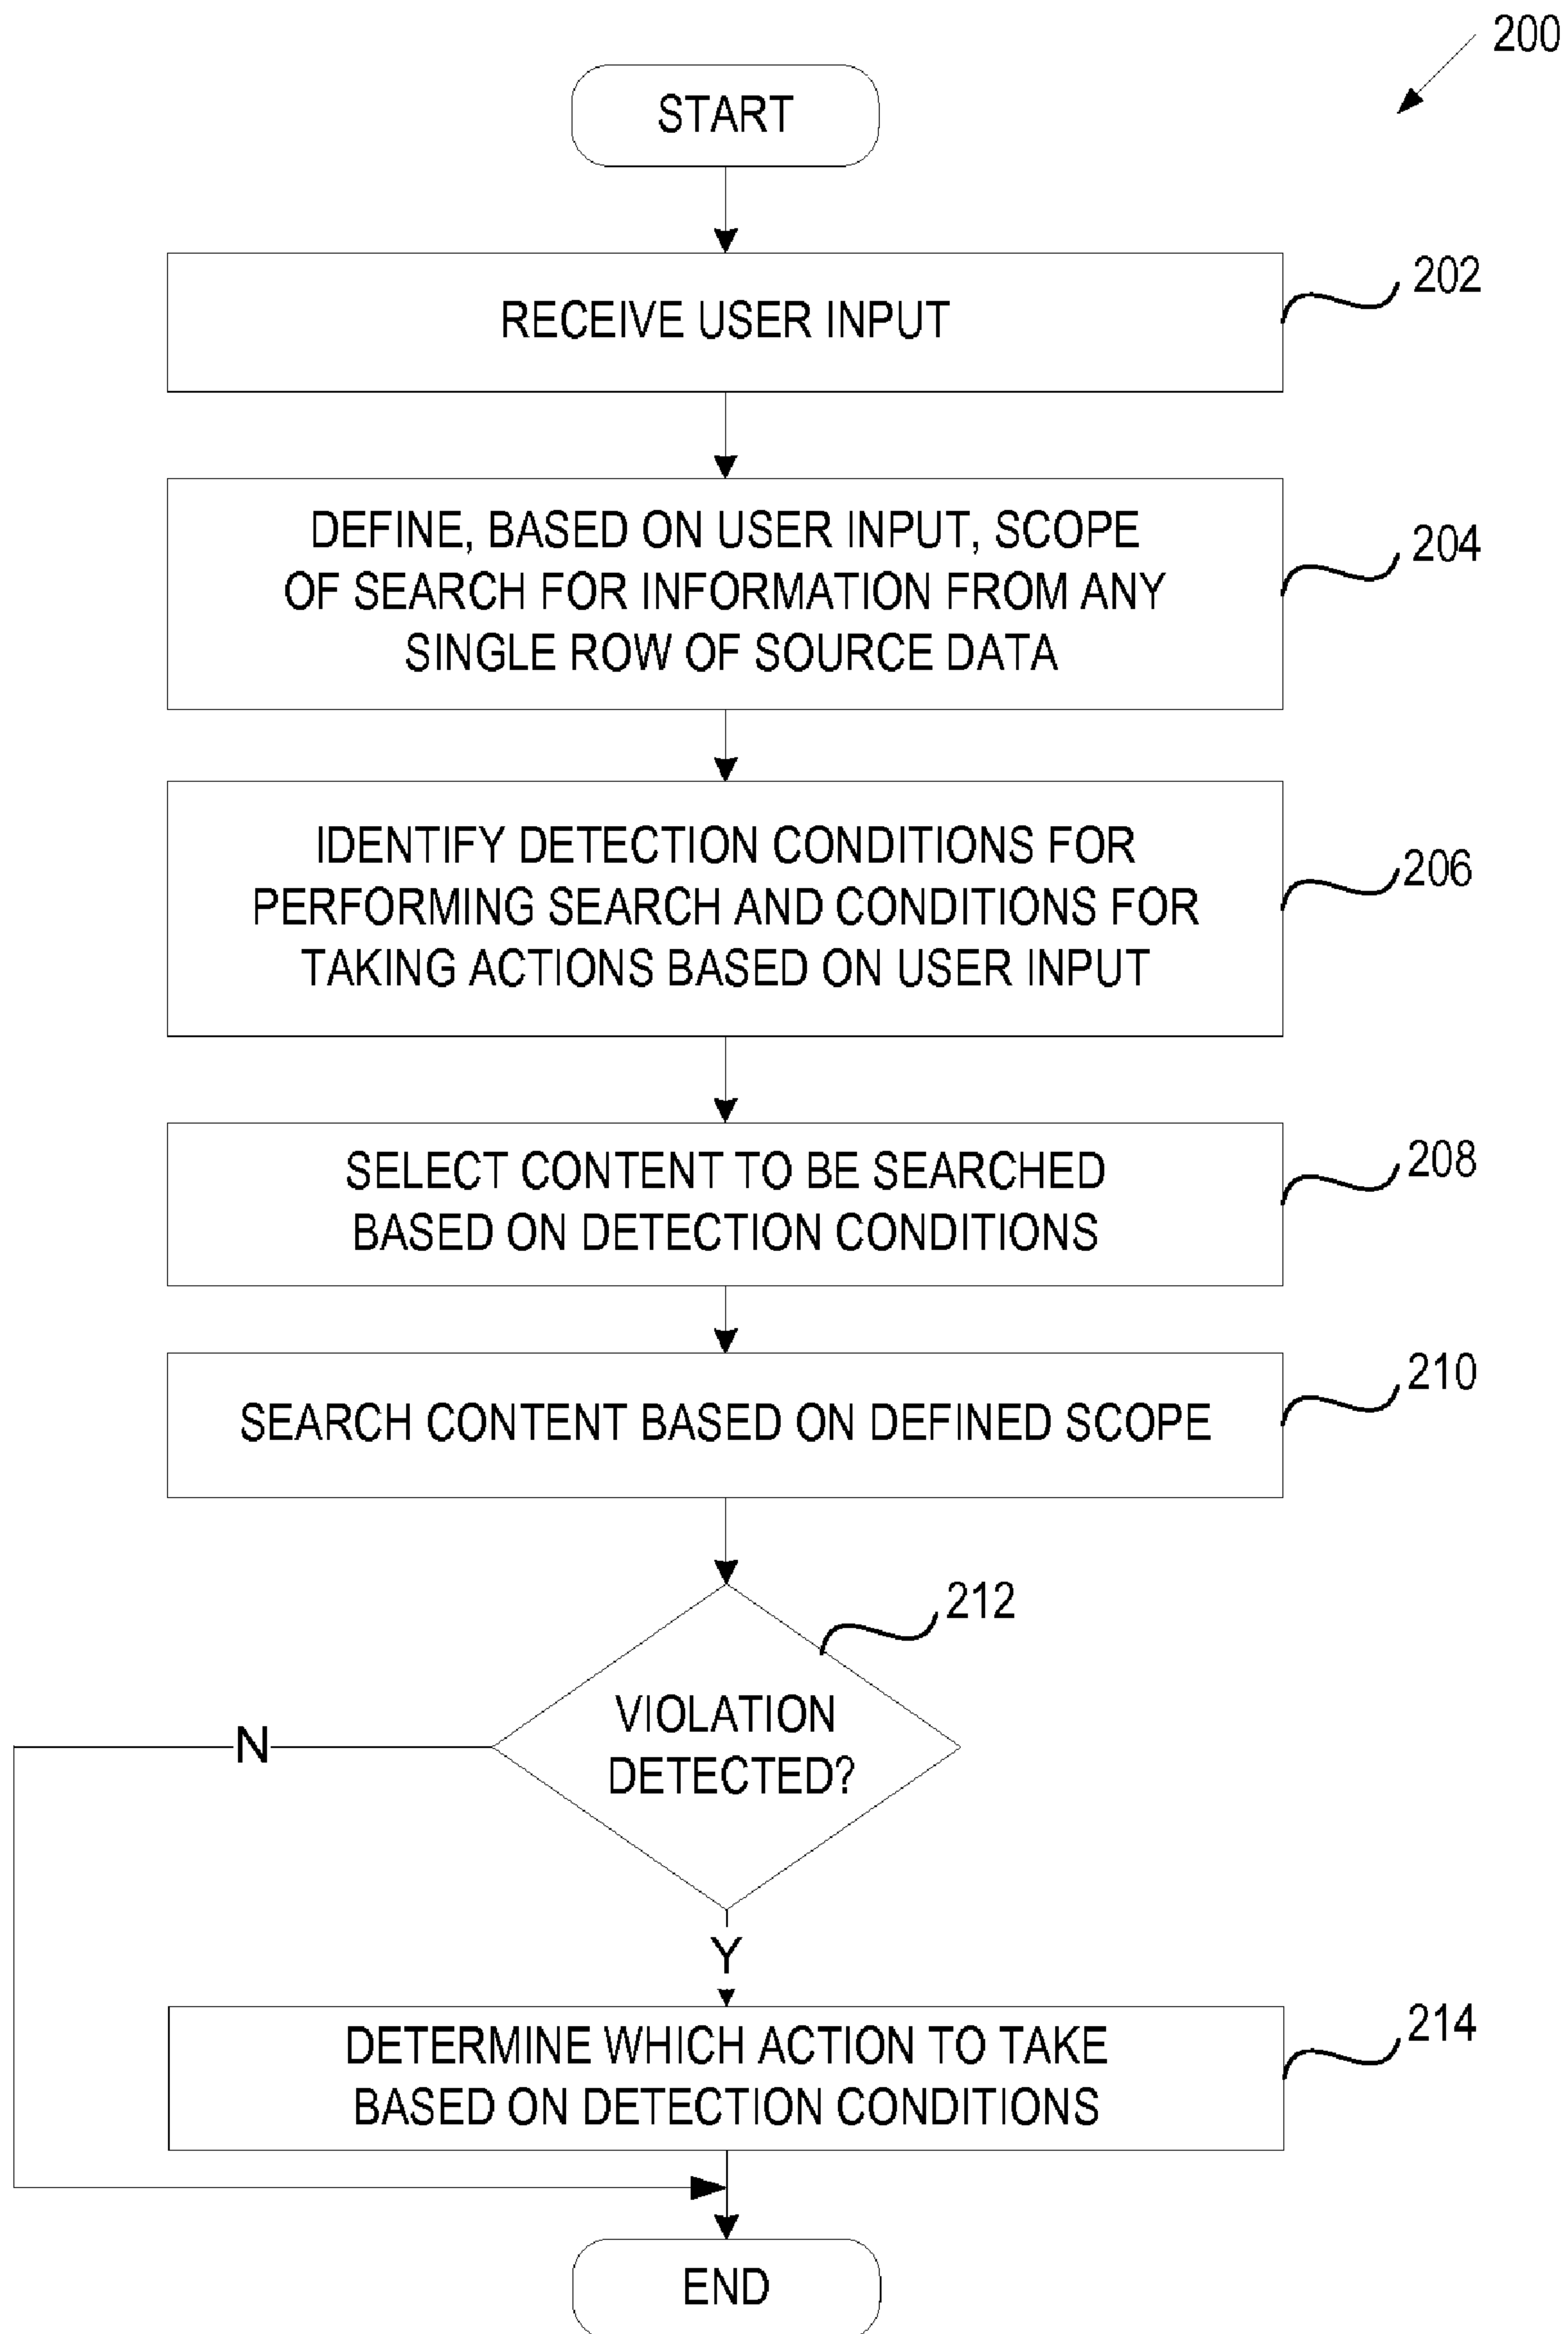 200
START
202
RECEIVE USER INPUT
204
DEFINE, BASED ON USER INPUT, SCOPE
OF SEARCH FOR INFORMATION FROM ANY
SINGLE ROW OF SOURCE DATA
206
IDENTIFY DETECTION CONDITIONS FOR
PERFORMING SEARCH AND CONDITIONS FOR
TAKING ACTIONS BASED ON USER INPUT
208
SELECT CONTENT TO BE SEARCHED
BASED ON DETECTION CONDITIONS
210
SEARCH CONTENT BASED ON DEFINED SCOPE
212
VIOLATION
DETECTED?
N
Y
214
DETERMINE WHICH ACTION TO TAKE
BASED ON DETECTION CONDITIONS
END